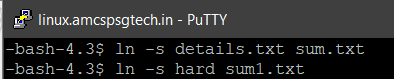 linux.amcspsgtech.in - PuTTY
-bash-4.3$ ln -s details.txt sum.txt
-bash-4.3$ ln -s hard sum1.txt